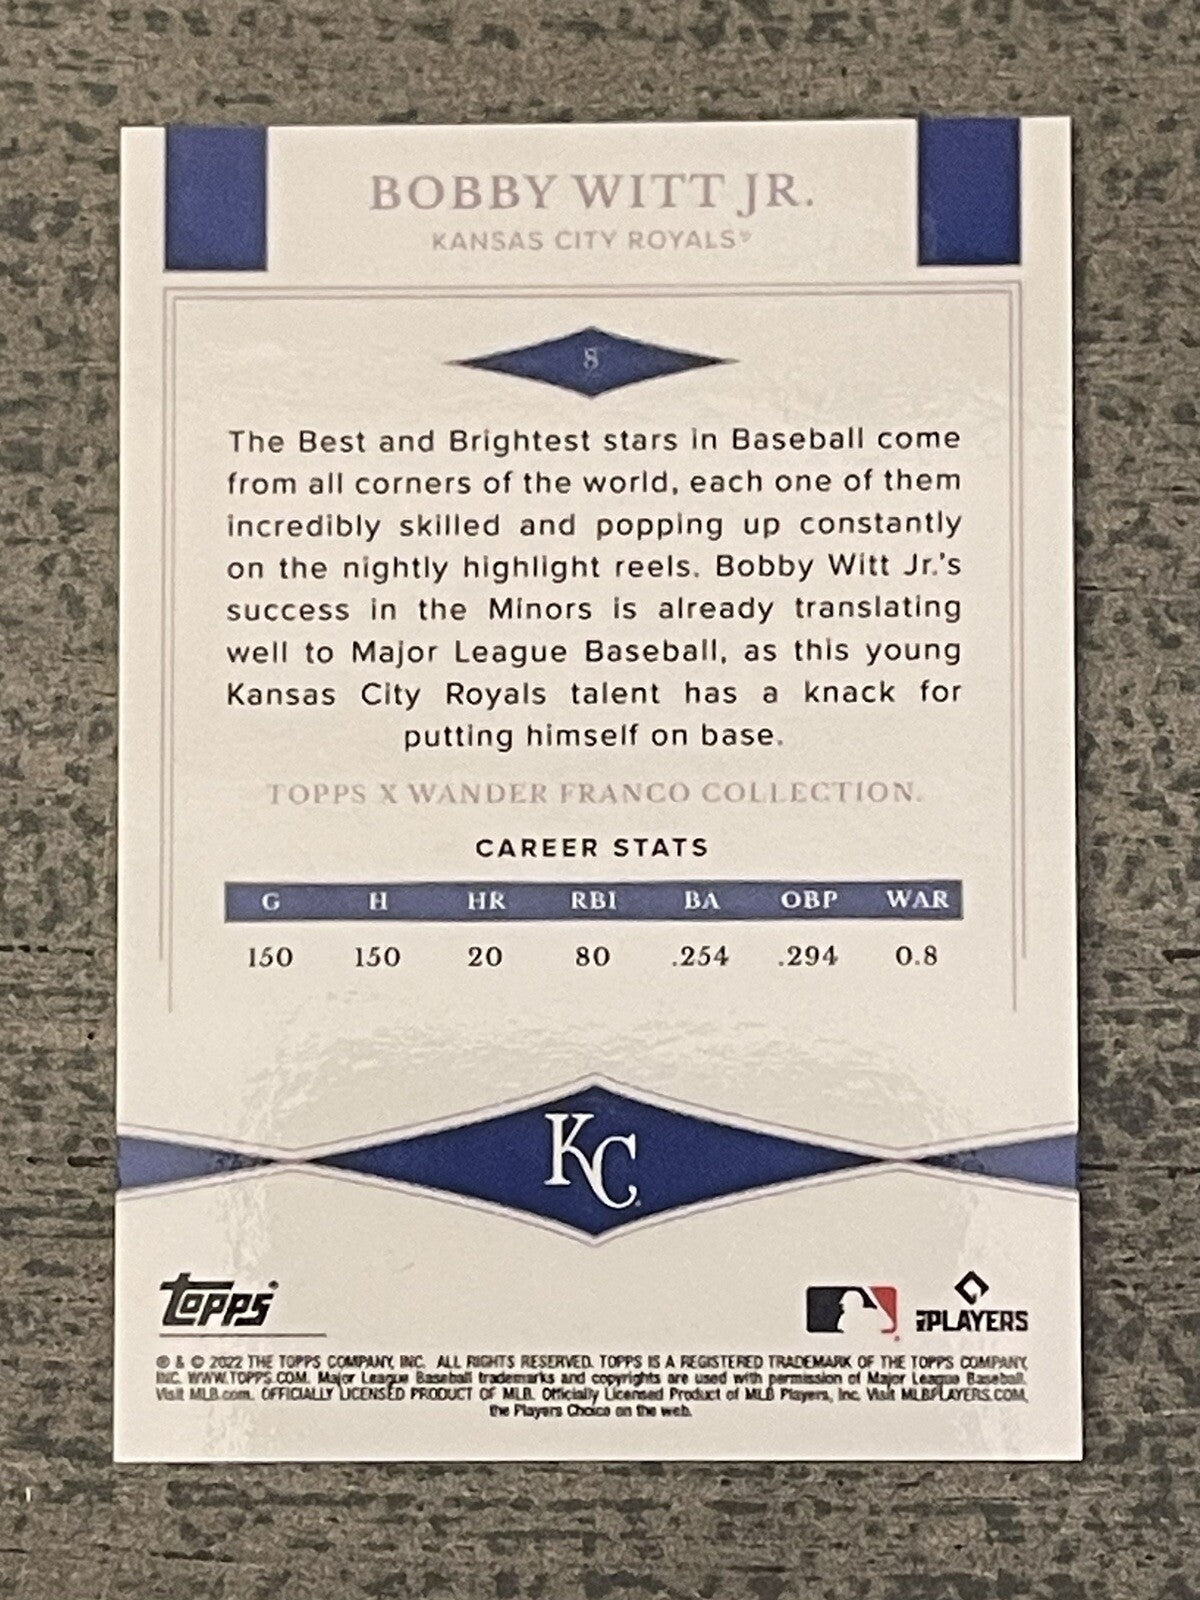 BOBBY WITT JR.
KANSAS CITY ROYALS®
8
The Best and Brightest stars in Baseball come
from all corners of the world, each one of them
incredibly skilled and popping up constantly
on the nightly highlight reels. Bobby Witt Jr.'s
success in the Minors is already translating
well to Major League Baseball, as this young
Kansas City Royals talent has a knack for
putting himself on base.
TOPPS X WANDER FRANCO COLLECTION.
CAREER STATS
G H HR RBI BA OBP WAR
150 150 20 80 .254 .294 0.8
KC
Topps®
PLAYERS
® & © 2022 THE TOPPS COMPANY, INC. ALL RIGHTS RESERVED. TOPPS IS A REGISTERED TRADEMARK OF THE TOPPS COMPANY,
INC. WWW.TOPPS.COM. Major League Baseball trademarks and copyrights are used with permission of Major League Baseball.
Visit MLB.com. OFFICIALLY LICENSED PRODUCT OF MLB. Officially Licensed Product of MLB Players, Inc. Visit MLBPLAYERS.COM,
the Players Choice on the web.